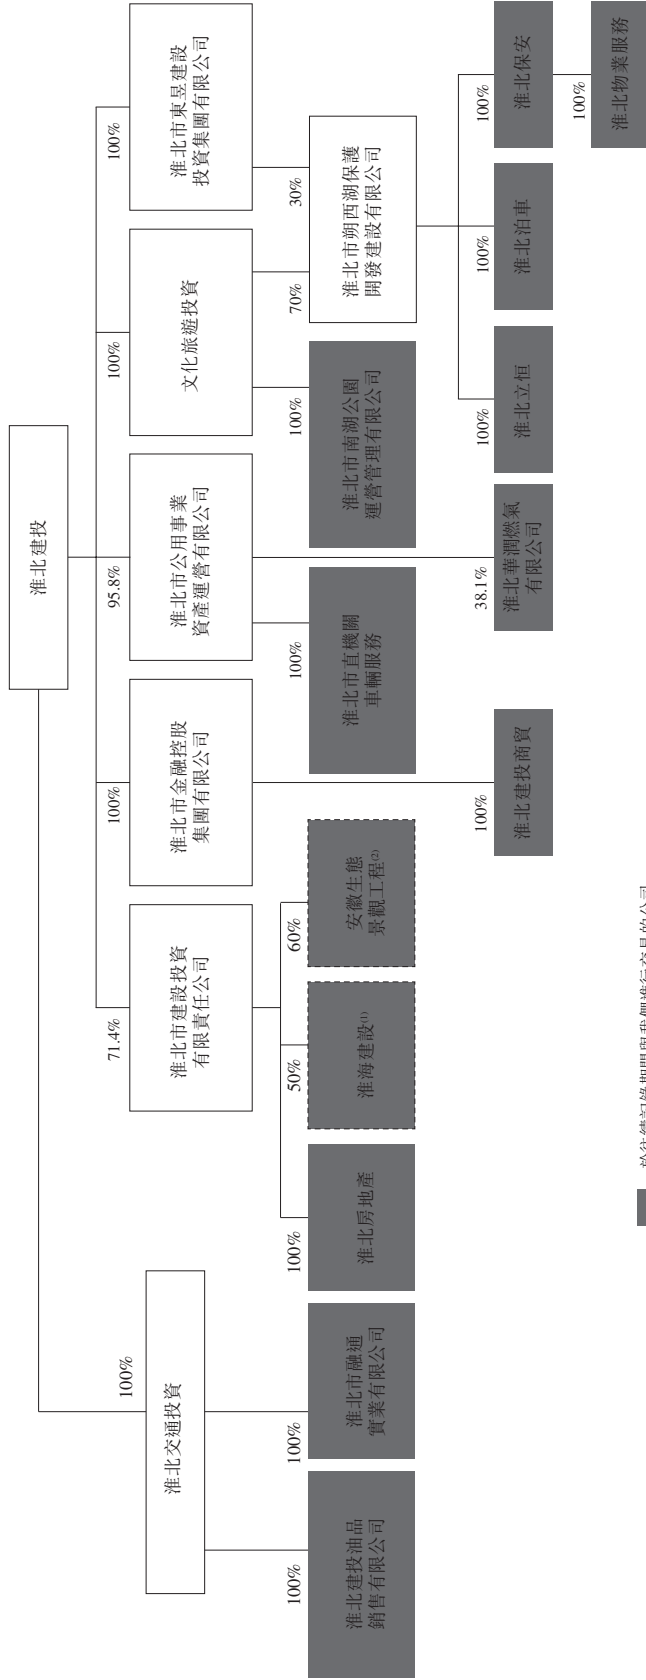 淮北建投
100%
71.4%
100%
95.8%
100%
100%
淮北交通投資
淮北市建設投資
有限責任公司
淮北市金融控股
集團有限公司
淮北市公用事業
資產運營有限公司
文化旅遊投資
淮北市東昱建設
投資集團有限公司
100%
100%
100%
50%
60%
100%
100%
70%
30%
淮北建投油品
銷售有限公司
淮北市融通
實業有限公司
淮北房地產
淮海建設(1)
安徽生態
景觀工程(2)
淮北市直機關
車輛服務
淮北市南湖公園
運營管理有限公司
淮北市朔西湖保護
開發建設有限公司
100%
38.1%
100%
100%
100%
淮北建投商貿
淮北華潤燃氣
有限公司
淮北立恒
淮北泊車
淮北保安
100%
淮北物業服務